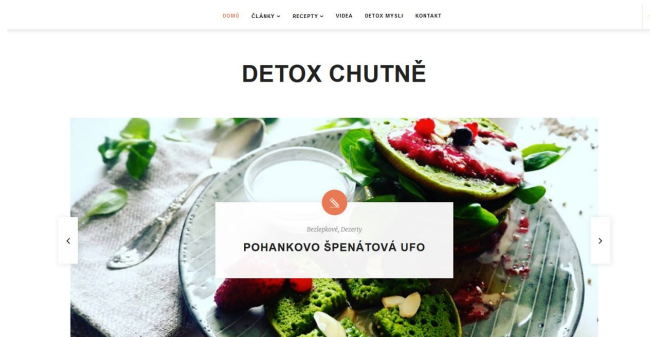 DOMŮ ČLÁNKY RECEPTY VIDEA DETOX MYSLI KONTAKT
DETOX CHUTNĚ
Bezlepkové, Dezerty
POHANKOVO ŠPENÁTOVÁ UFO